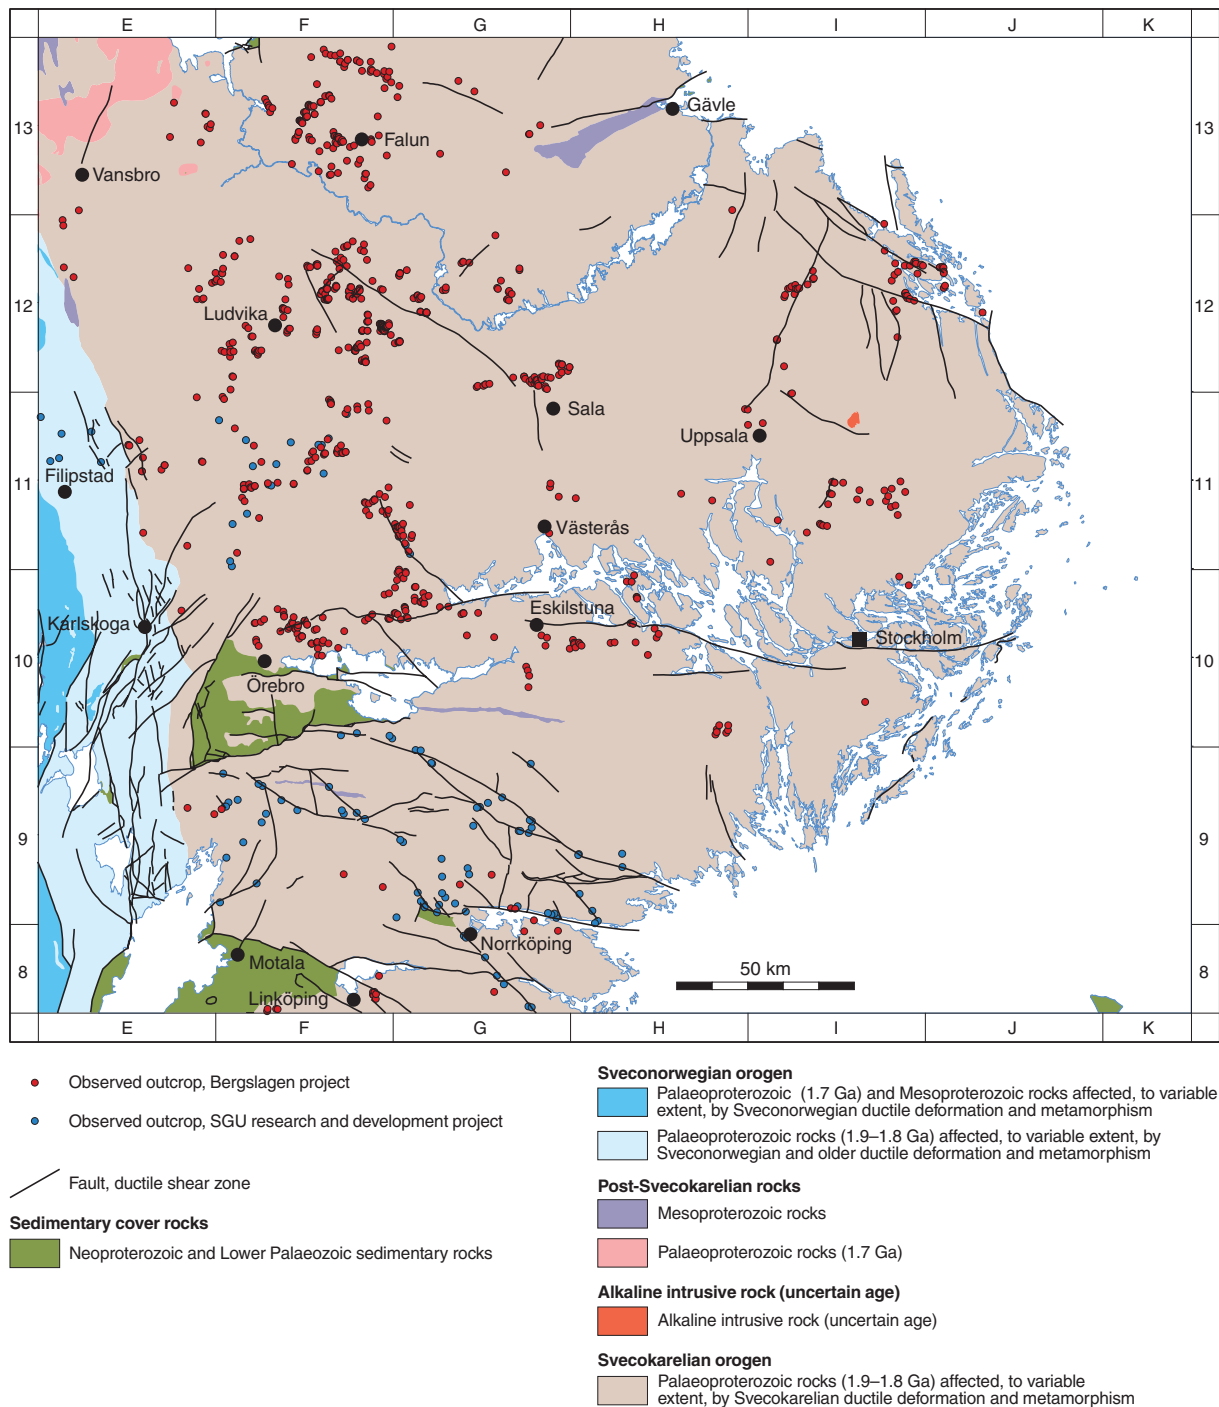 E F G H I J K
13 13
12 12
11 11
10 10
9 9
8 8
Gävle
Falun
Vansbro
Ludvika
Sala
Uppsala
Filipstad
Västerås
Eskilstuna
Karlskoga
Stockholm
Örebro
Norrköping
Motala
Linköping
50 km
E F G H I J K
Observed outcrop, Bergslagen project
Observed outcrop, SGU research and development project
Fault, ductile shear zone
Sedimentary cover rocks
Neoproterozoic and Lower Palaeozoic sedimentary rocks
Sveconorwegian orogen
Palaeoproterozoic (1.7 Ga) and Mesoproterozoic rocks affected, to variable
extent, by Sveconorwegian ductile deformation and metamorphism
Palaeoproterozoic rocks (1.9–1.8 Ga) affected, to variable extent, by
Sveconorwegian and older ductile deformation and metamorphism
Post-Svecokarelian rocks
Mesoproterozoic rocks
Palaeoproterozoic rocks (1.7 Ga)
Alkaline intrusive rock (uncertain age)
Alkaline intrusive rock (uncertain age)
Svecokarelian orogen
Palaeoproterozoic rocks (1.9–1.8 Ga) affected, to variable
extent, by Svecokarelian ductile deformation and metamorphism